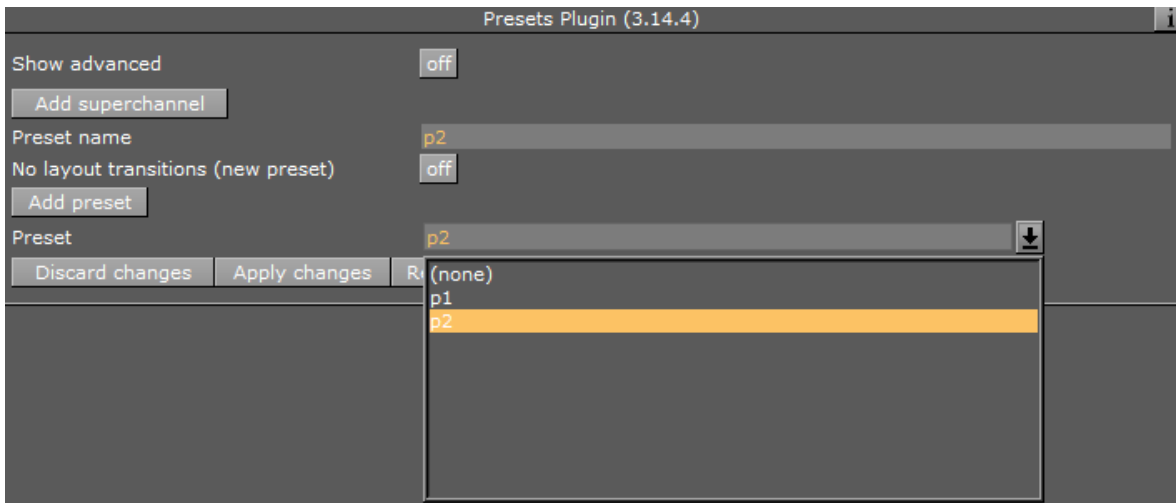 Presets Plugin (3.14.4) i
Show advanced off
Add superchannel
Preset name p2
No layout transitions (new preset) off
Add preset
Preset p2
Discard changes Apply changes
(none)
p1
p2